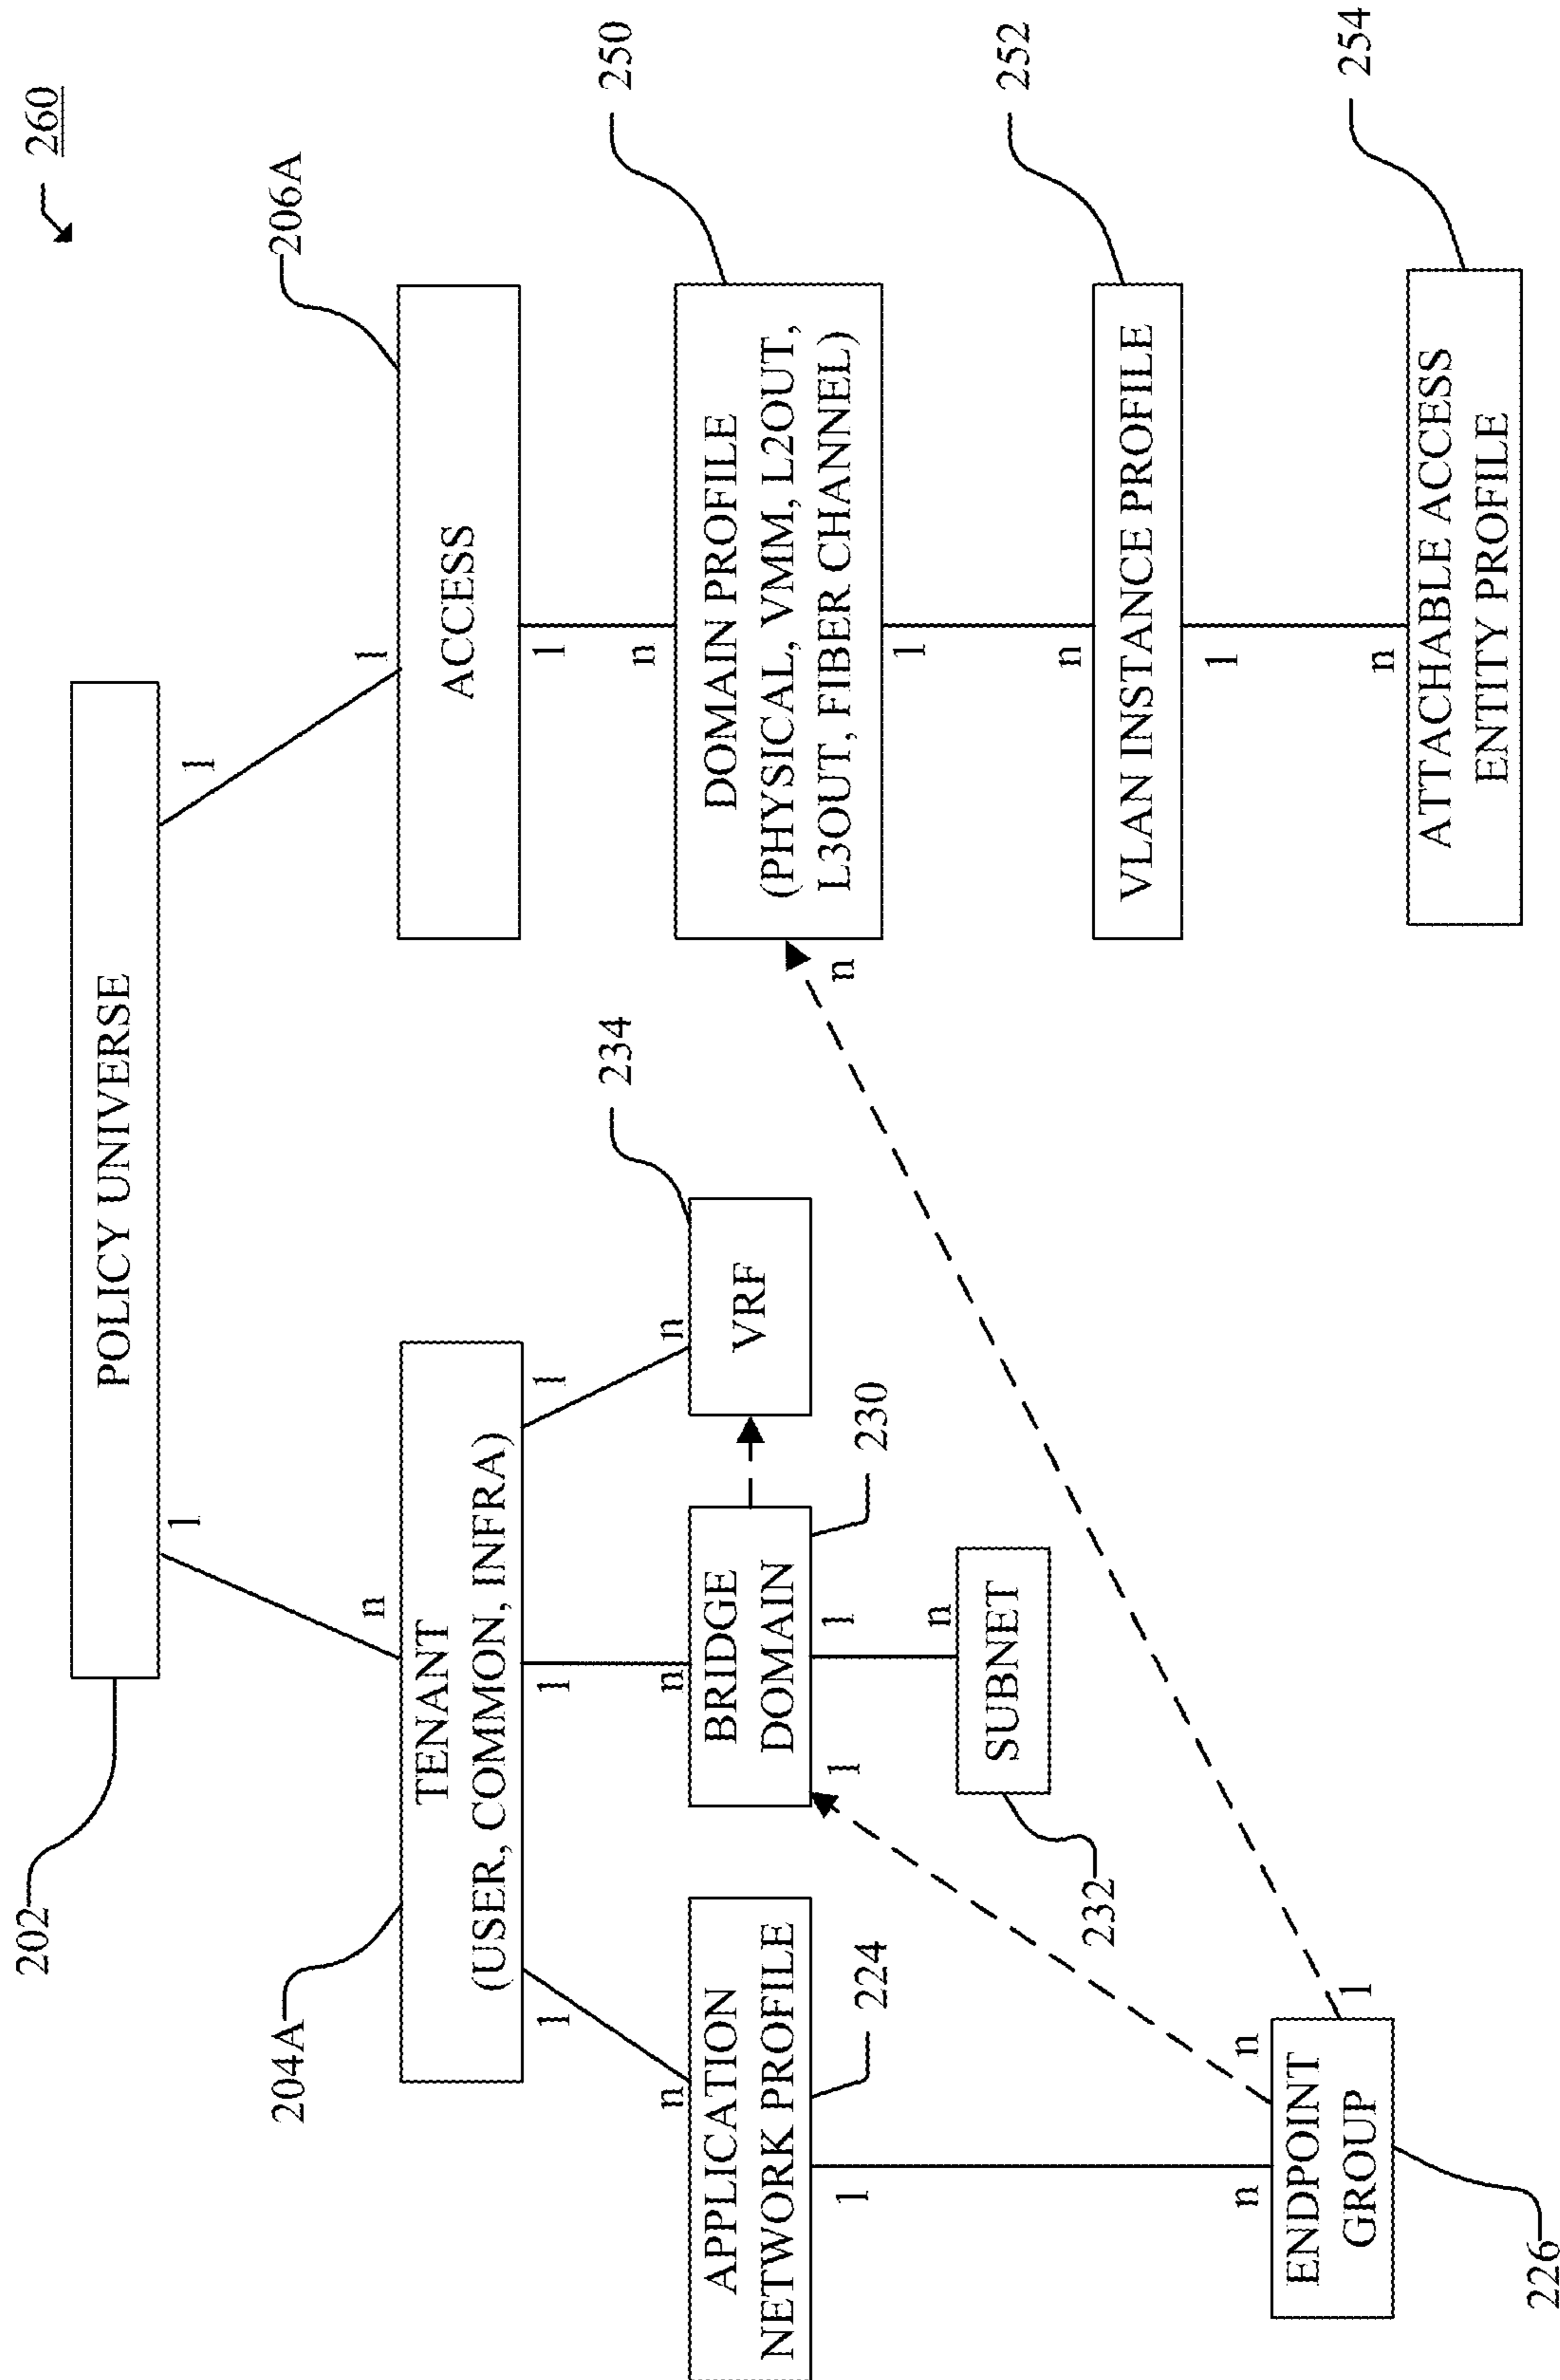 260
202
POLICY UNIVERSE
1
1
n
1
204A
TENANT
(USER, COMMON, INFRA)
206A
ACCESS
1
1
1
1
n
n
n
n
APPLICATION
NETWORK PROFILE
224
BRIDGE
DOMAIN
230
VRF
234
DOMAIN PROFILE
(PHYSICAL, VMM, L2OUT,
L3OUT, FIBER CHANNEL)
250
1
1
1
n
1
n
n
SUBNET
232
VLAN INSTANCE PROFILE
252
1
n
n
n
1
ENDPOINT
GROUP
226
ATTACHABLE ACCESS
ENTITY PROFILE
254